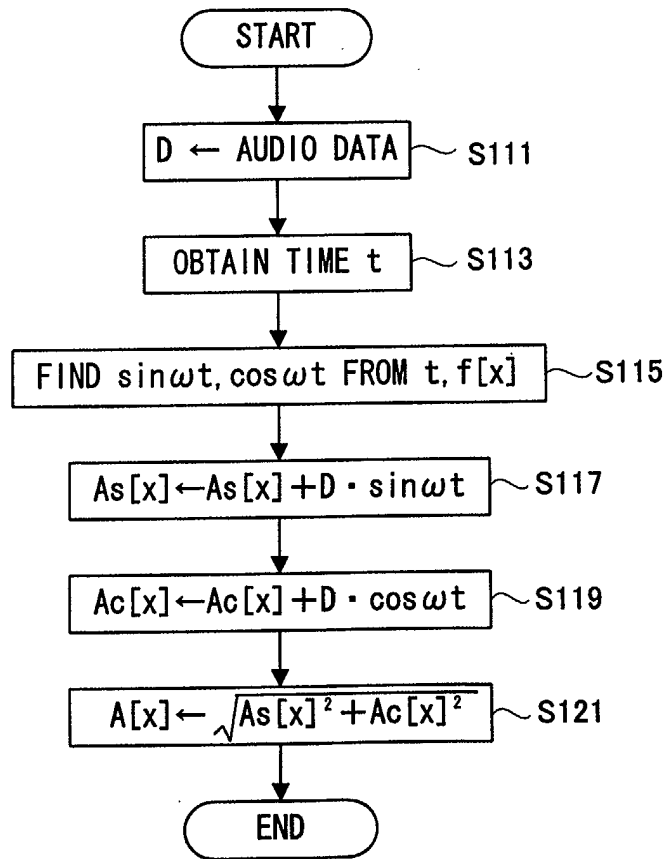 START
D ← AUDIO DATA
S111
OBTAIN TIME t
S113
FIND sinωt, cosωt FROM t, f[x]
S115
As[x]←As[x]+D・sinωt
S117
Ac[x]←Ac[x]+D・cosωt
S119
A[x]← √As[x]²+Ac[x]²
S121
END